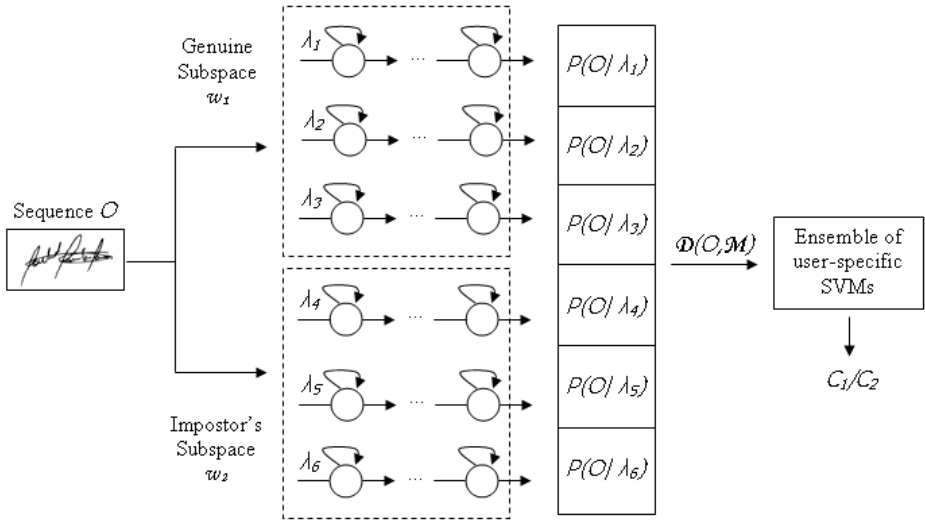 Genuine
Subspace
w₁
λ₁
...
P(O/ λ₁)
λ₂
...
P(O/ λ₂)
λ₃
...
P(O/ λ₃)
Sequence O
𝓓(O,𝓜)
Ensemble of
user-specific
SVMs
λ₄
...
P(O/ λ₄)
λ₅
...
P(O/ λ₅)
C₁/C₂
Impostor's
Subspace
w₂
λ₆
...
P(O/ λ₆)